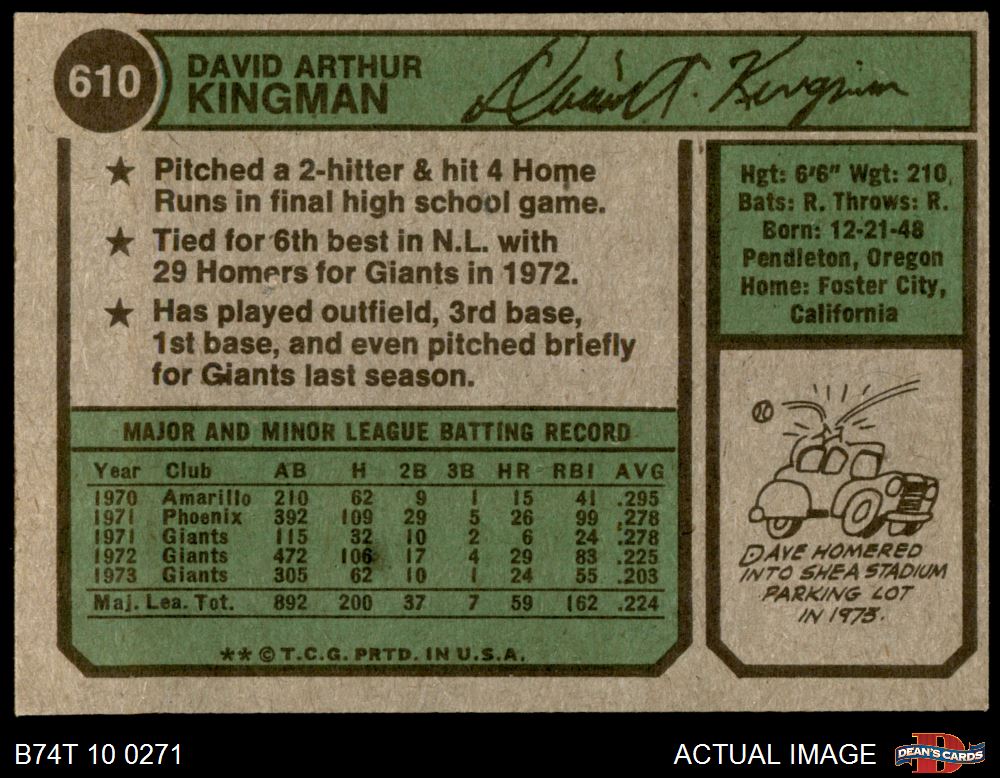 610
DAVID ARTHUR
KINGMAN
David A. Kingman
★ Pitched a 2-hitter & hit 4 Home
Runs in final high school game.
★ Tied for 6th best in N.L. with
29 Homers for Giants in 1972.
★ Has played outfield, 3rd base,
1st base, and even pitched briefly
for Giants last season.
Hgt: 6'6" Wgt: 210
Bats: R. Throws: R.
Born: 12-21-48
Pendleton, Oregon
Home: Foster City,
California
MAJOR AND MINOR LEAGUE BATTING RECORD
Year Club AB H 2B 3B HR RBI AVG
1970 Amarillo 210 62 9 1 15 41 .295
1971 Phoenix 392 109 29 5 26 99 .278
1971 Giants 115 32 10 2 6 24 .278
1972 Giants 472 106 17 4 29 83 .225
1973 Giants 305 62 10 1 24 55 .203
Maj. Lea. Tot. 892 200 37 7 59 162 .224
★★ © T.C.G. PRTD. IN U.S.A.
DAVE HOMERED
INTO SHEA STADIUM
PARKING LOT
IN 1973.
B74T 10 0271
ACTUAL IMAGE
DEAN'S CARDS